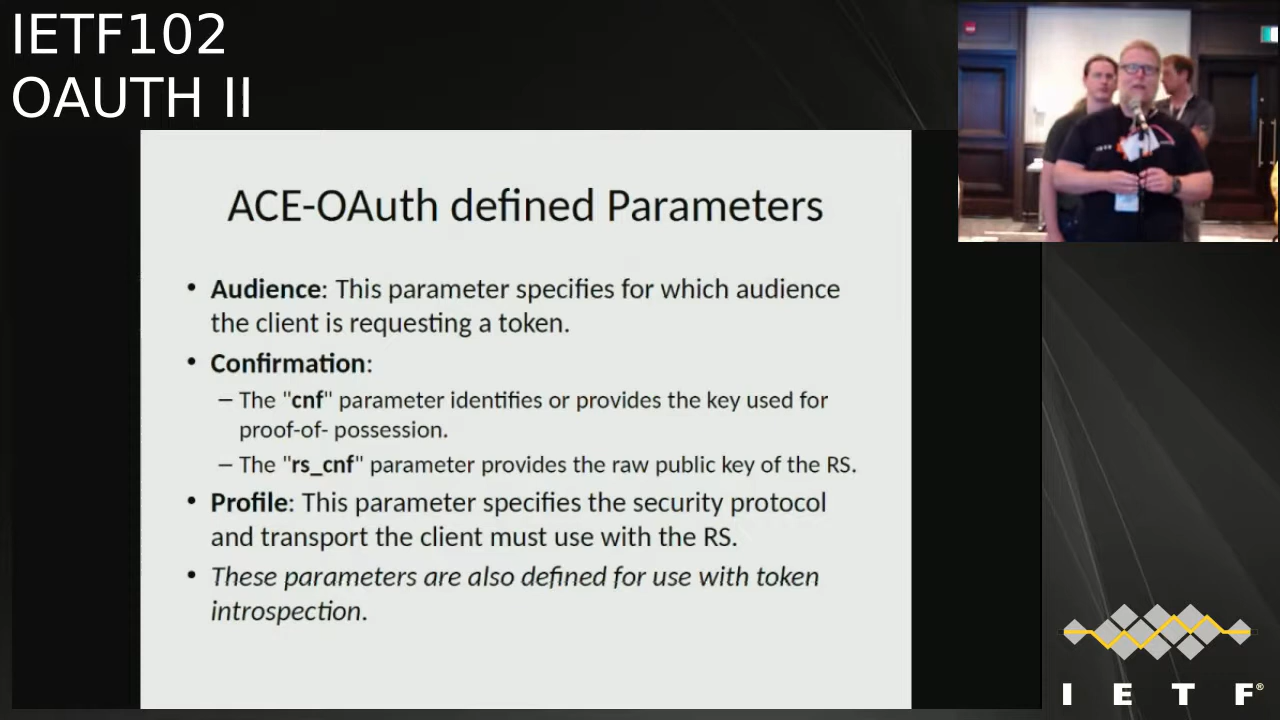 IETF102
OAUTH II
ACE-OAuth defined Parameters
• Audience: This parameter specifies for which audience
the client is requesting a token.
• Confirmation:
– The "cnf" parameter identifies or provides the key used for
proof-of- possession.
– The "rs_cnf" parameter provides the raw public key of the RS.
• Profile: This parameter specifies the security protocol
and transport the client must use with the RS.
• These parameters are also defined for use with token
introspection.
I E T F®